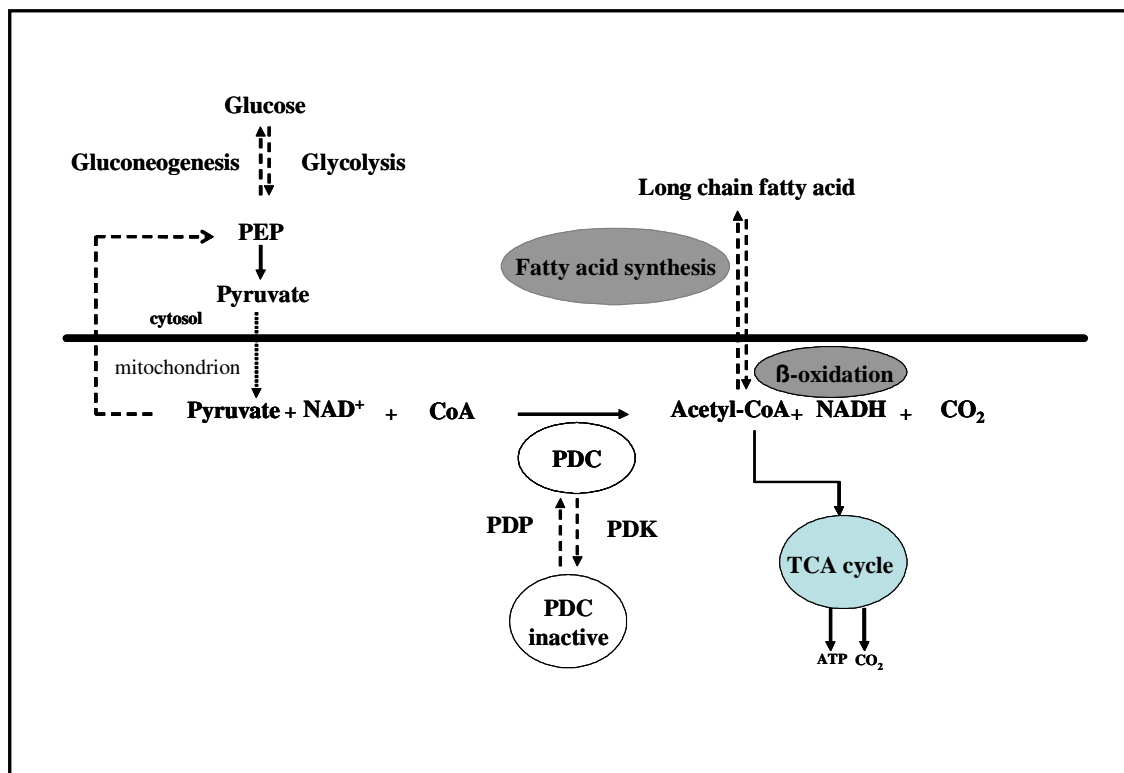 Glucose
Gluconeogenesis
Glycolysis
PEP
Pyruvate
cytosol
mitochondrion
Long chain fatty acid
Fatty acid synthesis
ß-oxidation
Pyruvate + NAD⁺ + CoA
Acetyl-CoA + NADH + CO₂
PDC
PDP
PDK
PDC
inactive
TCA cycle
ATP
CO₂